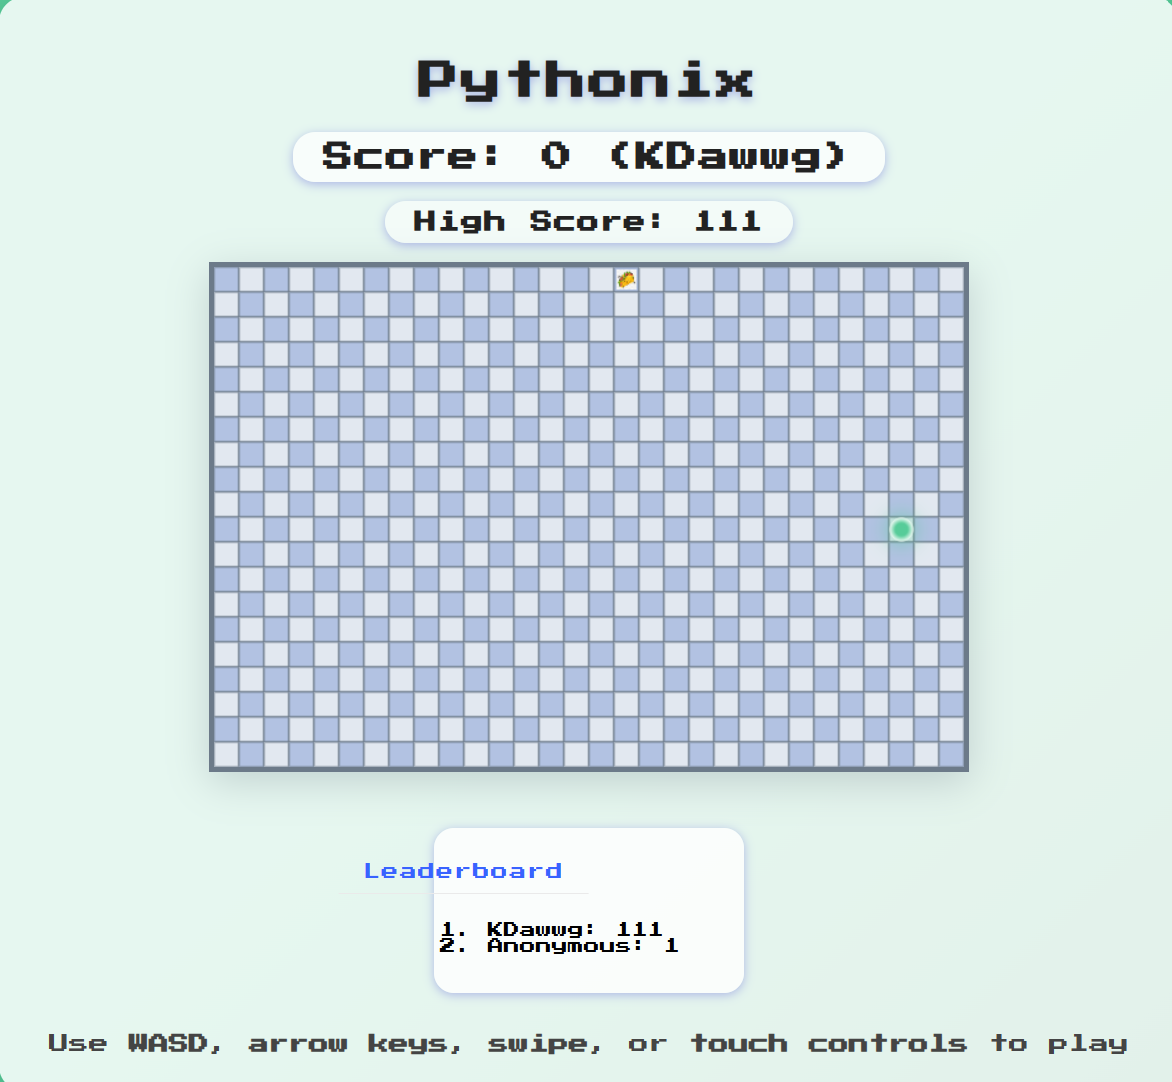 Pythonix
Score: 0 (KDawwg)
High Score: 111
Leaderboard
1. KDawwg: 111
2. Anonymous: 1
Use WASD, arrow keys, swipe, or touch controls to play